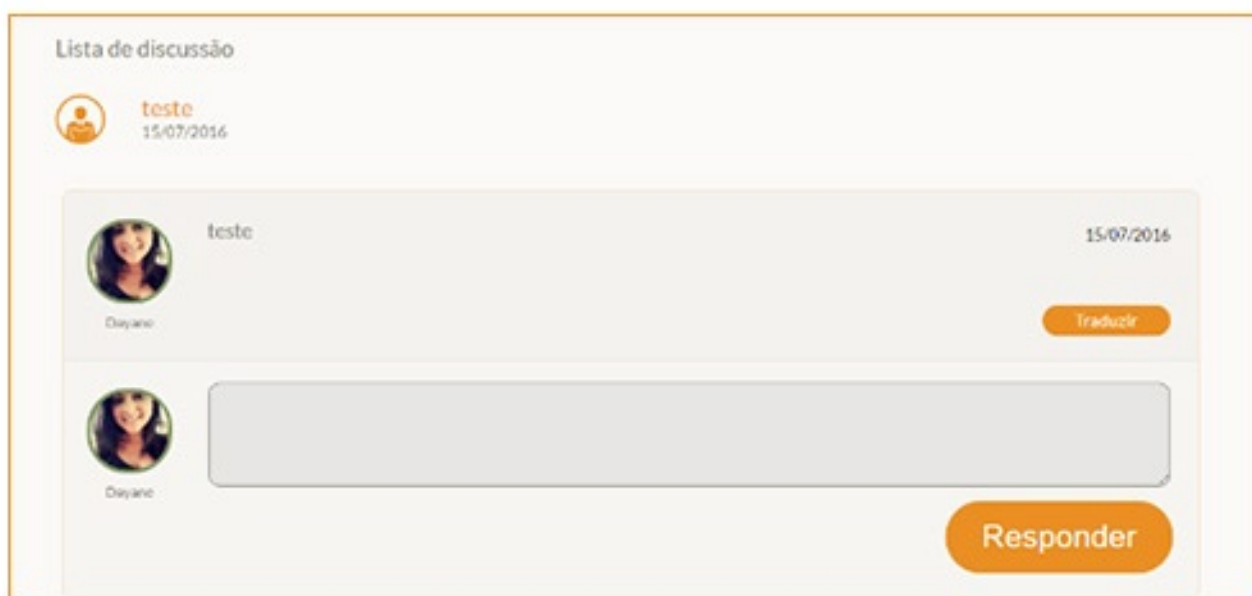 Lista de discussão
teste
15/07/2016
teste
15/07/2016
Dayane
Traduzir
Dayane
Responder